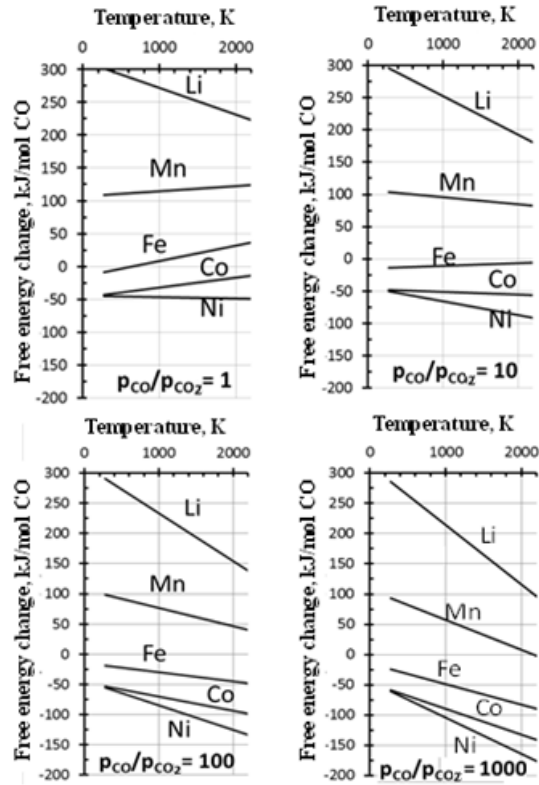 Temperature, K
0 1000 2000
Free energy change, kJ/mol CO
300
250
200
150
100
50
0
-50
-100
-150
-200
Li
Mn
Fe
Co
Ni
pCO/pCO2= 1
Temperature, K
0 1000 2000
Free energy change, kJ/mol CO
300
250
200
150
100
50
0
-50
-100
-150
-200
Li
Mn
Fe
Co
Ni
pCO/pCO2= 10
Temperature, K
0 1000 2000
Free energy change, kJ/mol CO
300
250
200
150
100
50
0
-50
-100
-150
-200
Li
Mn
Fe
Co
Ni
pCO/pCO2= 100
Temperature, K
0 1000 2000
Free energy change, kJ/mol CO
300
250
200
150
100
50
0
-50
-100
-150
-200
Li
Mn
Fe
Co
Ni
pCO/pCO2= 1000